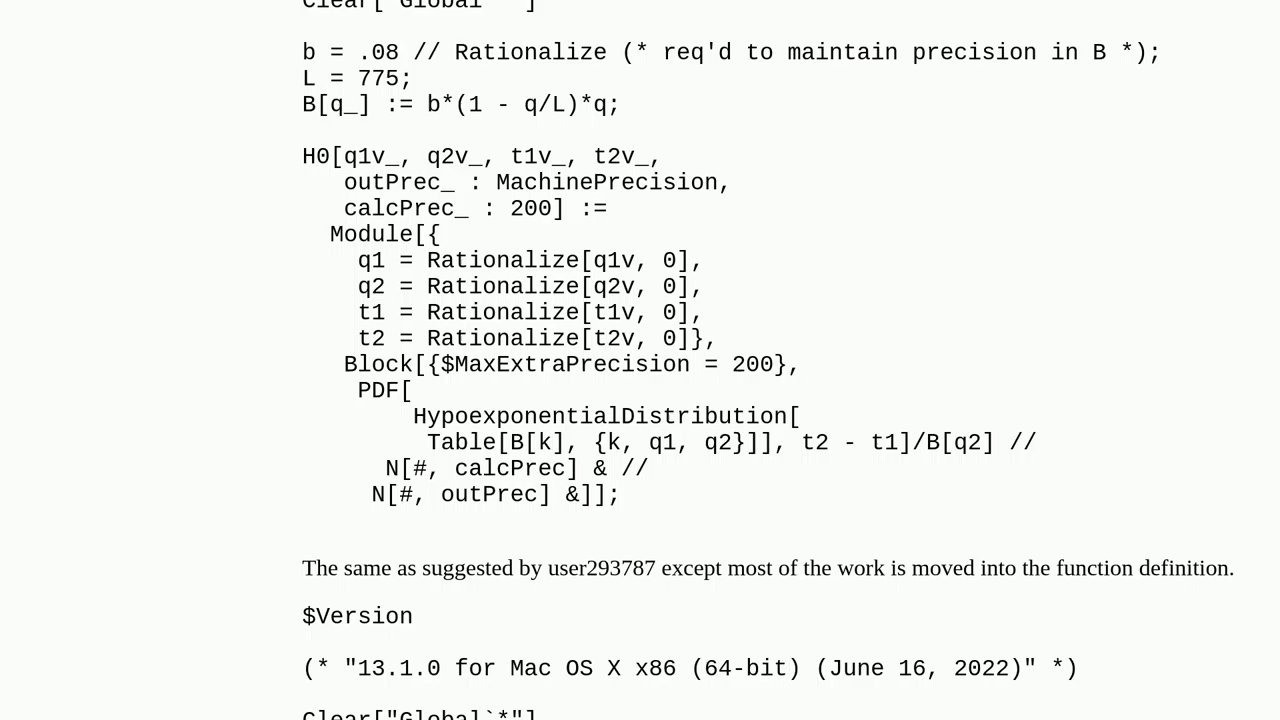 Clear["Global`*"]
b = .08 // Rationalize (* req'd to maintain precision in B *);
L = 775;
B[q_] := b*(1 - q/L)*q;
H0[q1v_, q2v_, t1v_, t2v_,
outPrec_ : MachinePrecision,
calcPrec_ : 200] :=
Module[{
q1 = Rationalize[q1v, 0],
q2 = Rationalize[q2v, 0],
t1 = Rationalize[t1v, 0],
t2 = Rationalize[t2v, 0]},
Block[{$MaxExtraPrecision = 200},
PDF[
HypoexponentialDistribution[
Table[B[k], {k, q1, q2}]], t2 - t1]/B[q2] //
N[#, calcPrec] & //
N[#, outPrec] &]];
The same as suggested by user293787 except most of the work is moved into the function definition.
$Version
(* "13.1.0 for Mac OS X x86 (64-bit) (June 16, 2022)" *)
Clear["Global`*"]